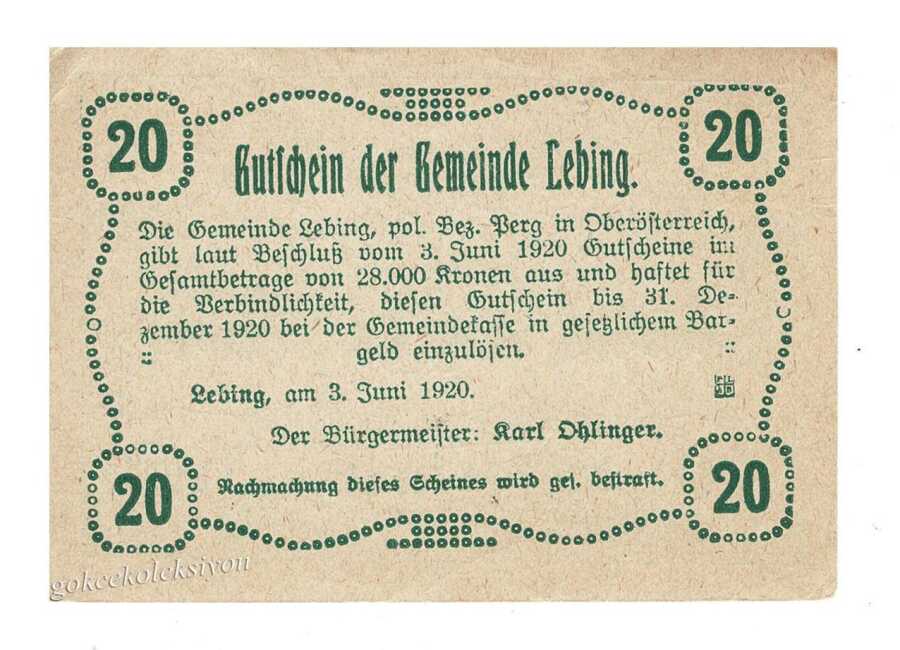 20
20
Gutschein der Gemeinde Lebing.
Die Gemeinde Lebing, pol. Bez. Perg in Oberösterreich,
gibt laut Beschluß vom 3. Juni 1920 Gutscheine im
Gesamtbetrage von 28.000 Kronen aus und haftet für
die Verbindlichkeit, diesen Gutschein bis 31. De-
zember 1920 bei der Gemeindekasse in gesetzlichem Bar-
:: geld einzulösen. ::
Lebing, am 3. Juni 1920.
Der Bürgermeister: Karl Ohlinger.
Nachmachung dieses Scheines wird ges. bestraft.
20
20
gokcekoleksiyon